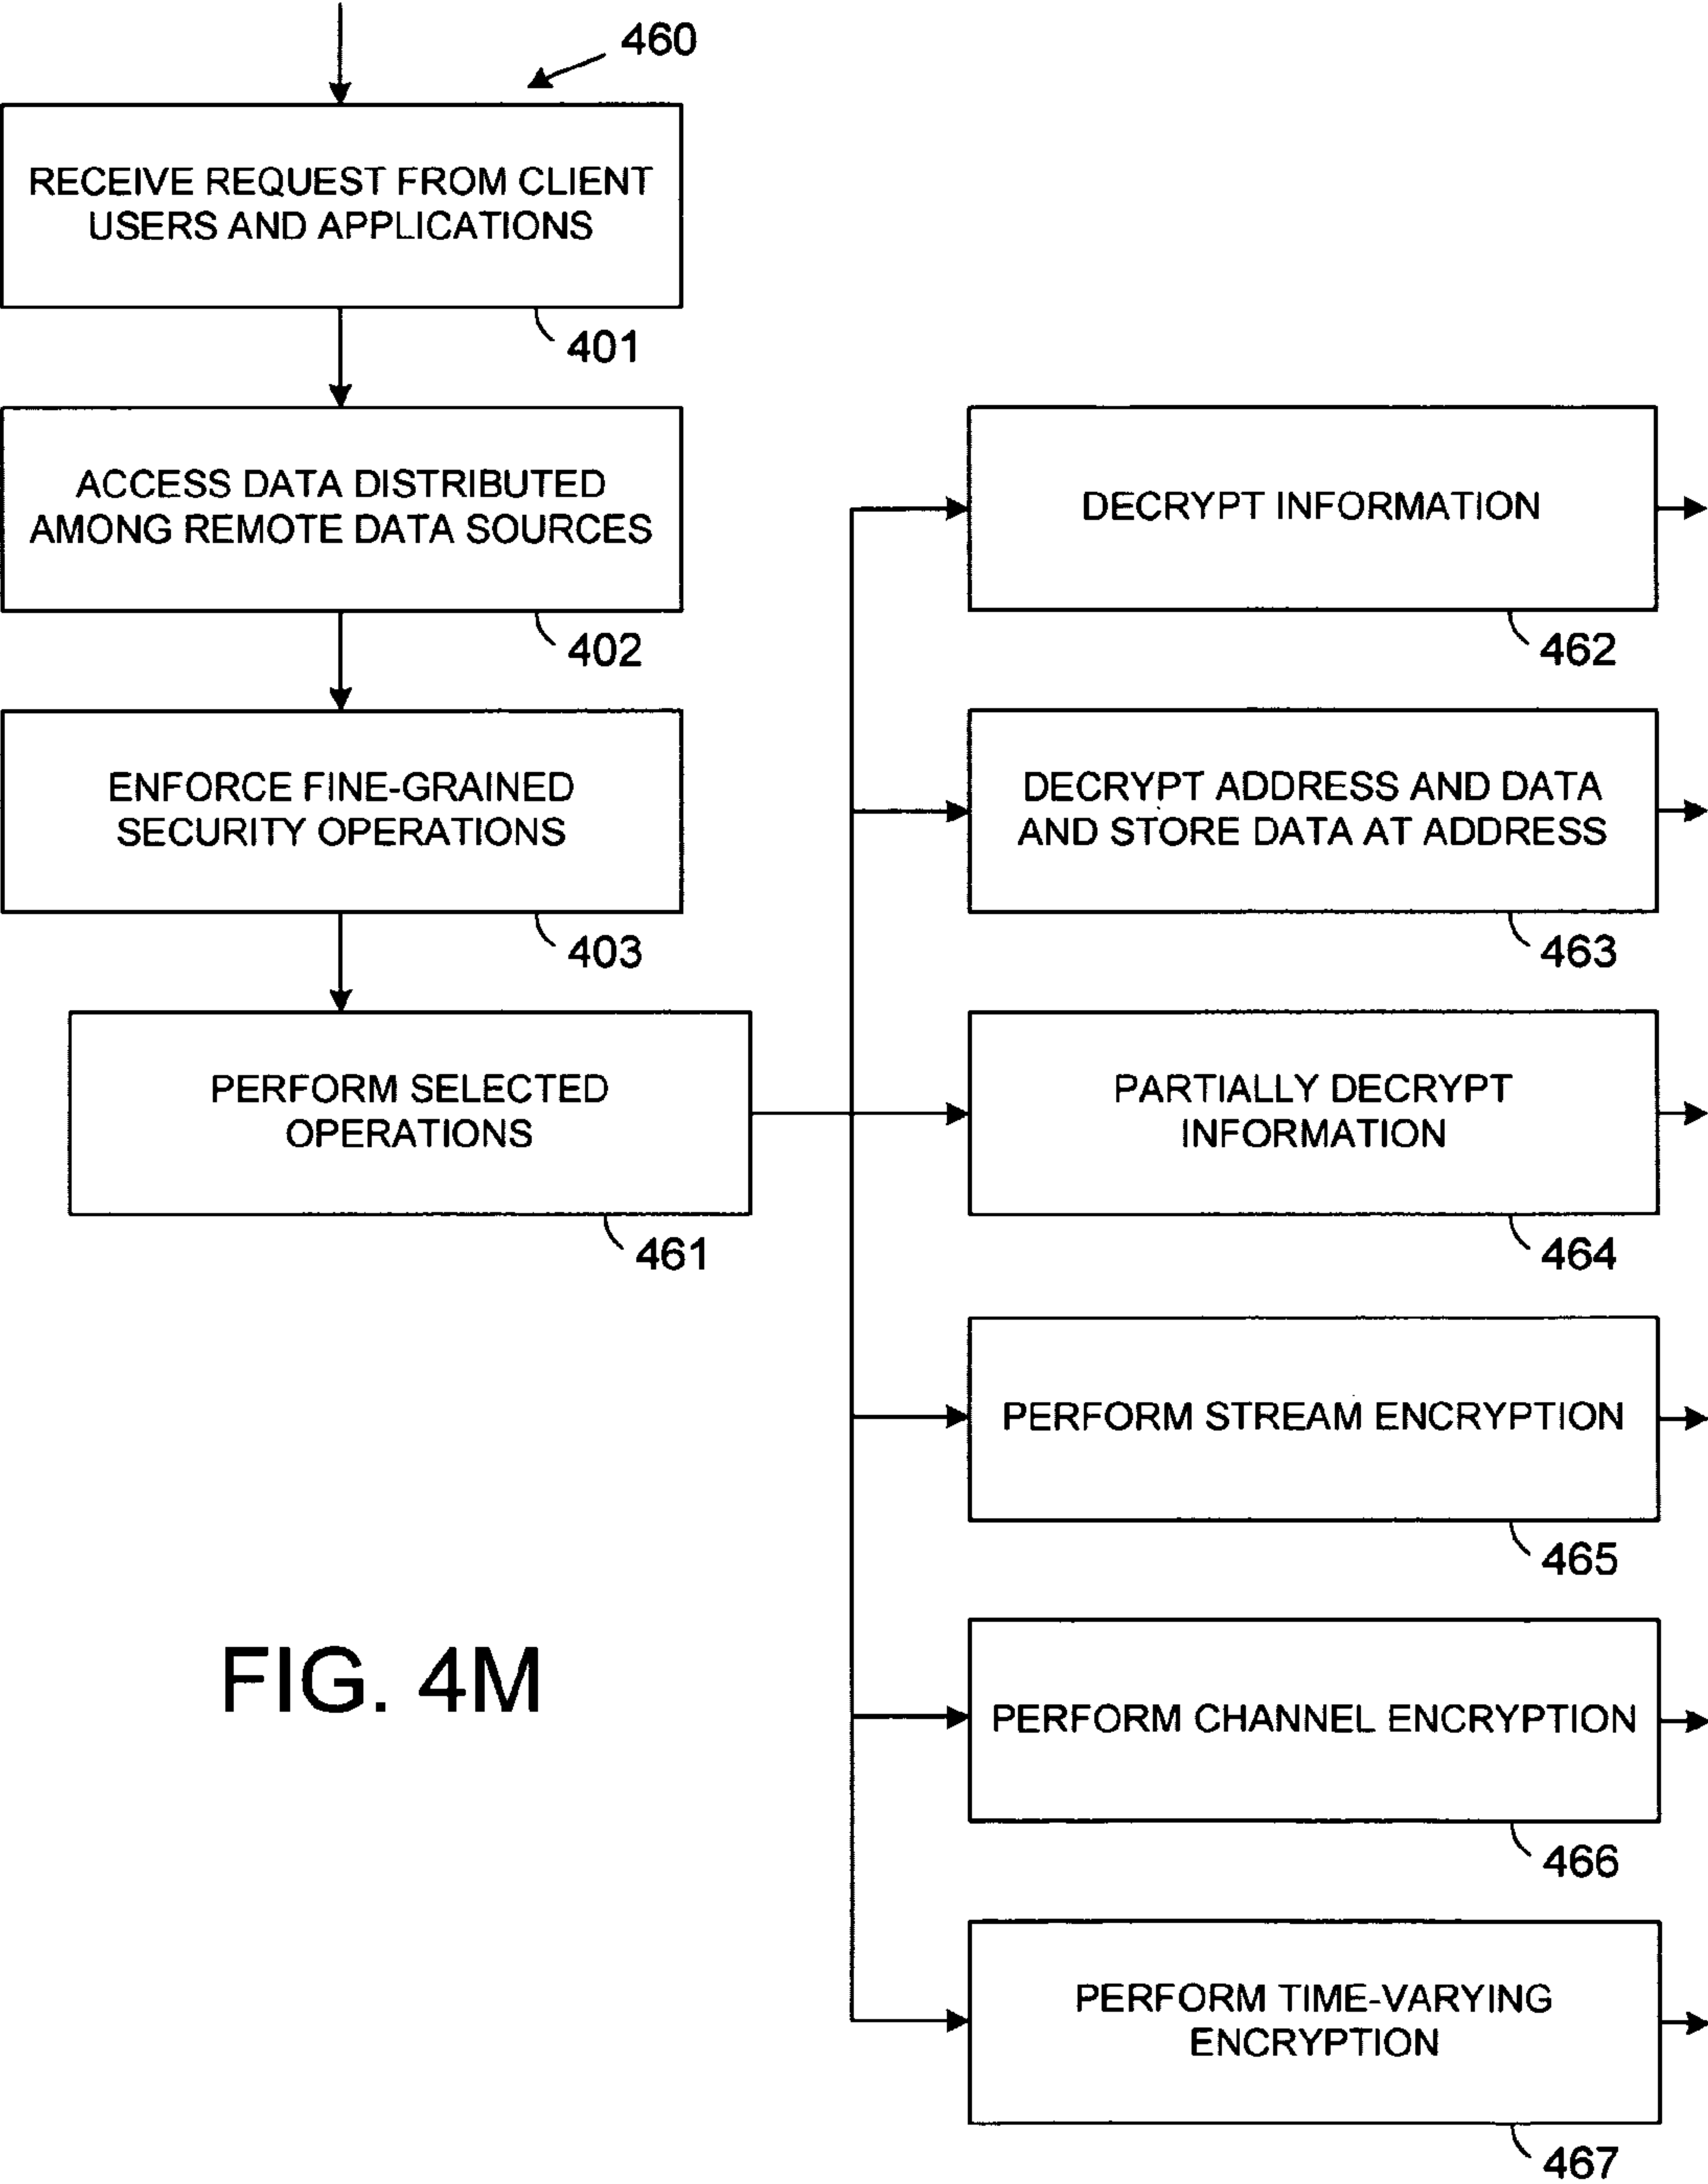 460
RECEIVE REQUEST FROM CLIENT
USERS AND APPLICATIONS
401
ACCESS DATA DISTRIBUTED
AMONG REMOTE DATA SOURCES
402
ENFORCE FINE-GRAINED
SECURITY OPERATIONS
403
PERFORM SELECTED
OPERATIONS
461
DECRYPT INFORMATION
462
DECRYPT ADDRESS AND DATA
AND STORE DATA AT ADDRESS
463
PARTIALLY DECRYPT
INFORMATION
464
PERFORM STREAM ENCRYPTION
465
PERFORM CHANNEL ENCRYPTION
466
PERFORM TIME-VARYING
ENCRYPTION
467
FIG. 4M